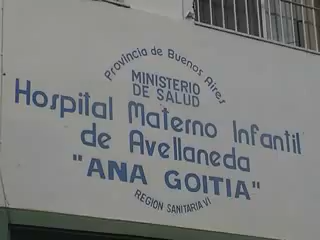 Provincia de Buenos Aires
MINISTERIO
DE SALUD
Hospital Materno Infantil
de Avellaneda
"ANA GOITIA"
REGION SANITARIA VI